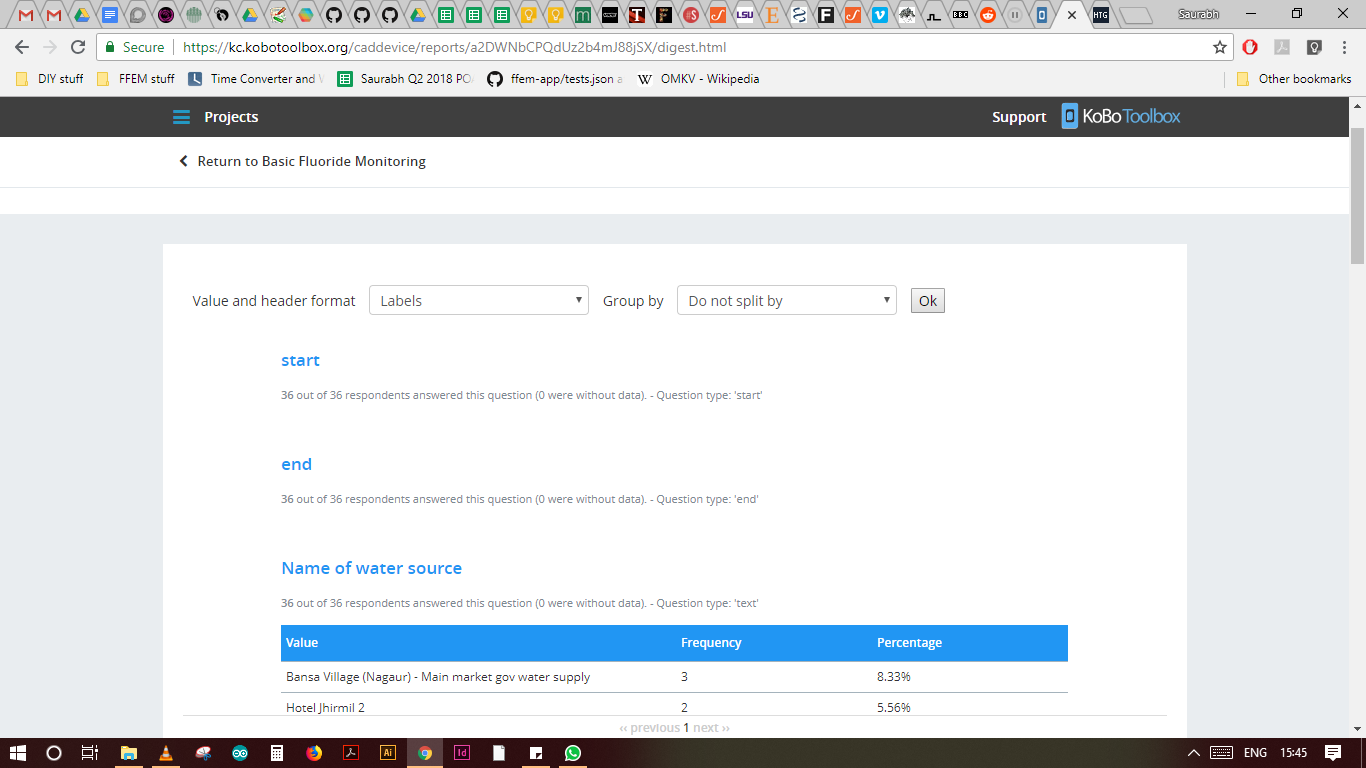 Saurabh
Secure
https://kc.kobotoolbox.org/caddevice/reports/a2DWNbCPQdUz2b4mJ88jSX/digest.html
DIY stuff
FFEM stuff
Time Converter and
Saurabh Q2 2018 PO
ffem-app/tests.json a
OMKV - Wikipedia
Other bookmarks
Projects
Support
KoBo Toolbox
Return to Basic Fluoride Monitoring
Value and header format
Labels
Group by
Do not split by
Ok
start
36 out of 36 respondents answered this question (0 were without data). - Question type: 'start'
end
36 out of 36 respondents answered this question (0 were without data). - Question type: 'end'
Name of water source
36 out of 36 respondents answered this question (0 were without data). - Question type: 'text'
Value Frequency Percentage
Bansa Village (Nagaur) - Main market gov water supply 3 8.33%
Hotel Jhirmil 2 2 5.56%
‹‹ previous 1 next ››
ENG 15:45